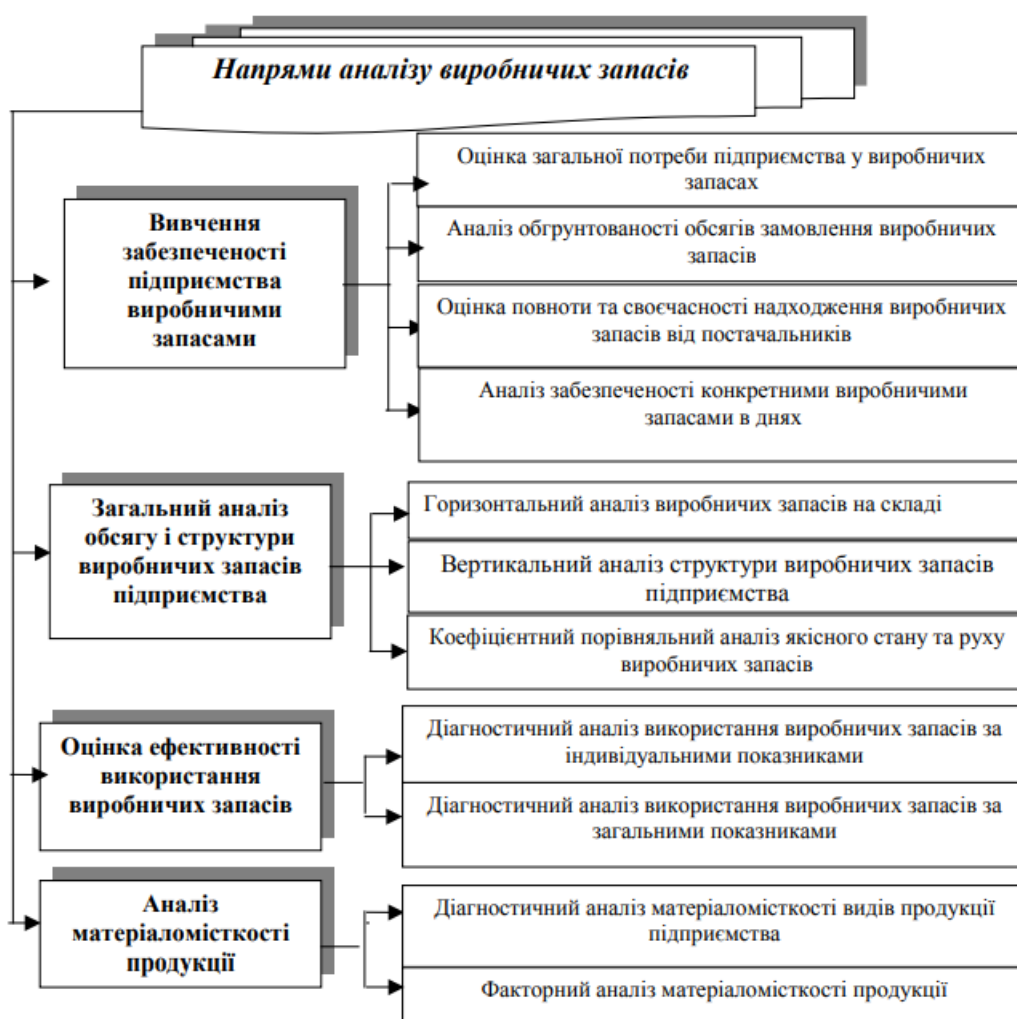 Напрями аналізу виробничих запасів
Вивчення
забезпеченості
підприємства
виробничими
запасами
Оцінка загальної потреби підприємства у виробничих
запасах
Аналіз обгрунтованості обсягів замовлення виробничих
запасів
Оцінка повноти та своєчасності надходження виробничих
запасів від постачальників
Аналіз забезпеченості конкретними виробничими
запасами в днях
Загальний аналіз
обсягу і структури
виробничих запасів
підприємства
Горизонтальний аналіз виробничих запасів на складі
Вертикальний аналіз структури виробничих запасів
підприємства
Коефіцієнтний порівняльний аналіз якісного стану та руху
виробничих запасів
Оцінка ефективності
використання
виробничих запасів
Діагностичний аналіз використання виробничих запасів за
індивідуальними показниками
Діагностичний аналіз використання виробничих запасів за
загальними показниками
Аналіз
матеріаломісткості
продукції
Діагностичний аналіз матеріаломісткості видів продукції
підприємства
Факторний аналіз матеріаломісткості продукції